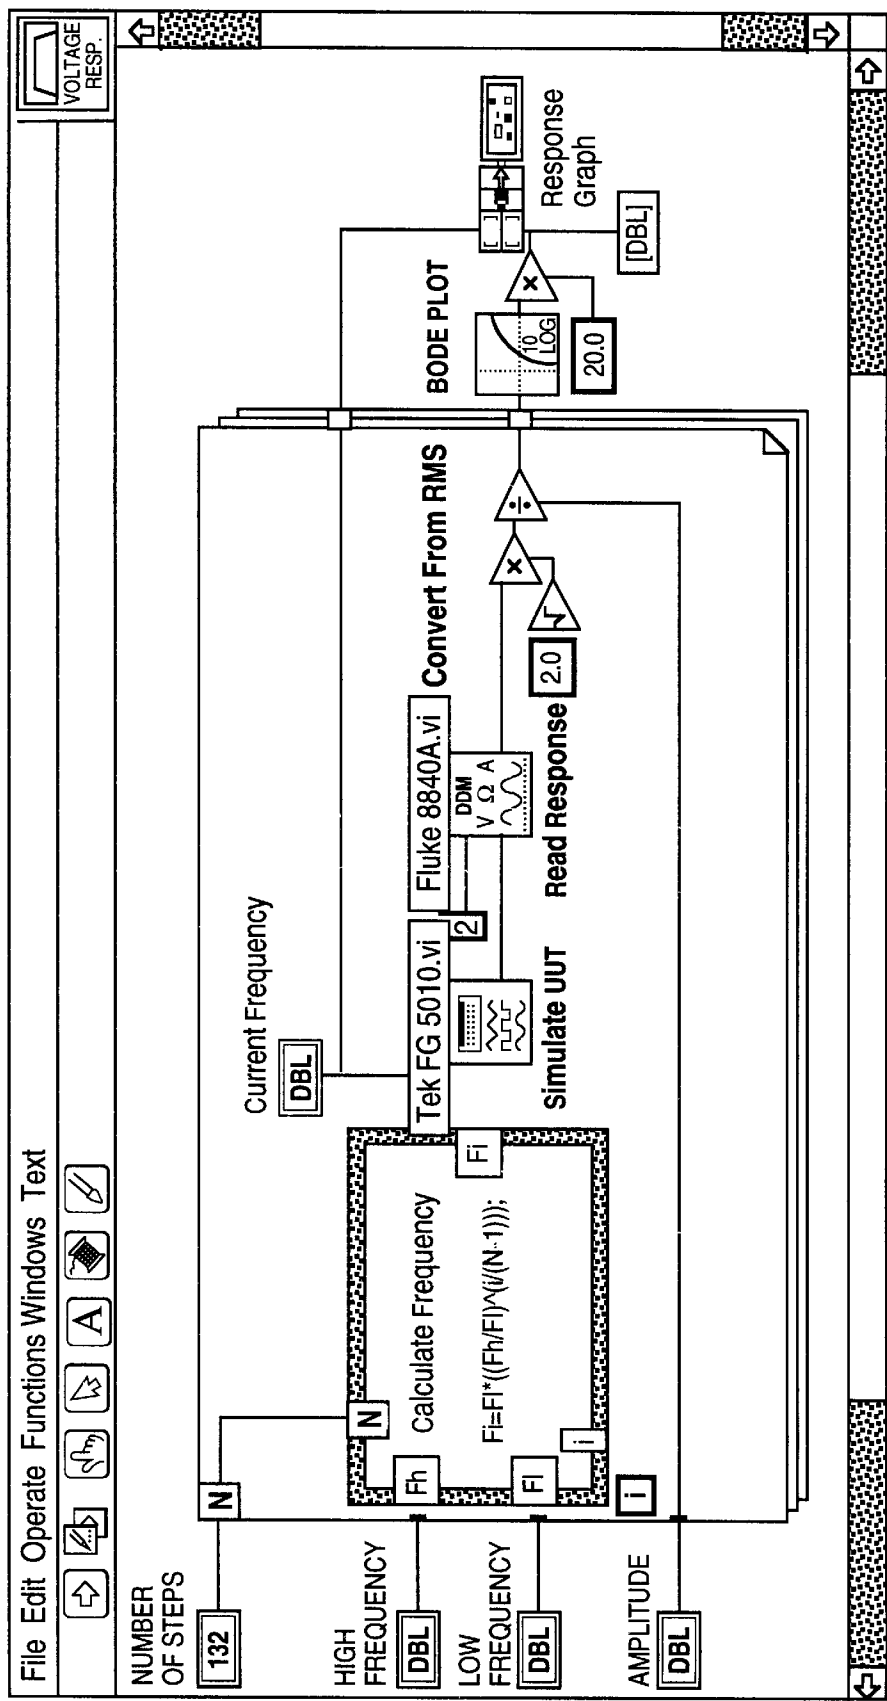 File Edit Operate Functions Windows Text
A
VOLTAGE
RESP.
NUMBER
OF STEPS
132
N
HIGH
FREQUENCY
DBL
LOW
FREQUENCY
DBL
AMPLITUDE
DBL
N
Fh
Fl
i
i
Calculate Frequency
Fi=Fl*((Fh/Fl)^(i/(N-1)));
Fi
Current Frequency
DBL
Tek FG 5010.vi
Simulate UUT
2
Fluke 8840A.vi
DDM
V Ω A
Read Response
Convert From RMS
2.0
√
×
÷
BODE PLOT
10
LOG
20.0
×
[ ]
[ ]
[DBL]
Response
Graph